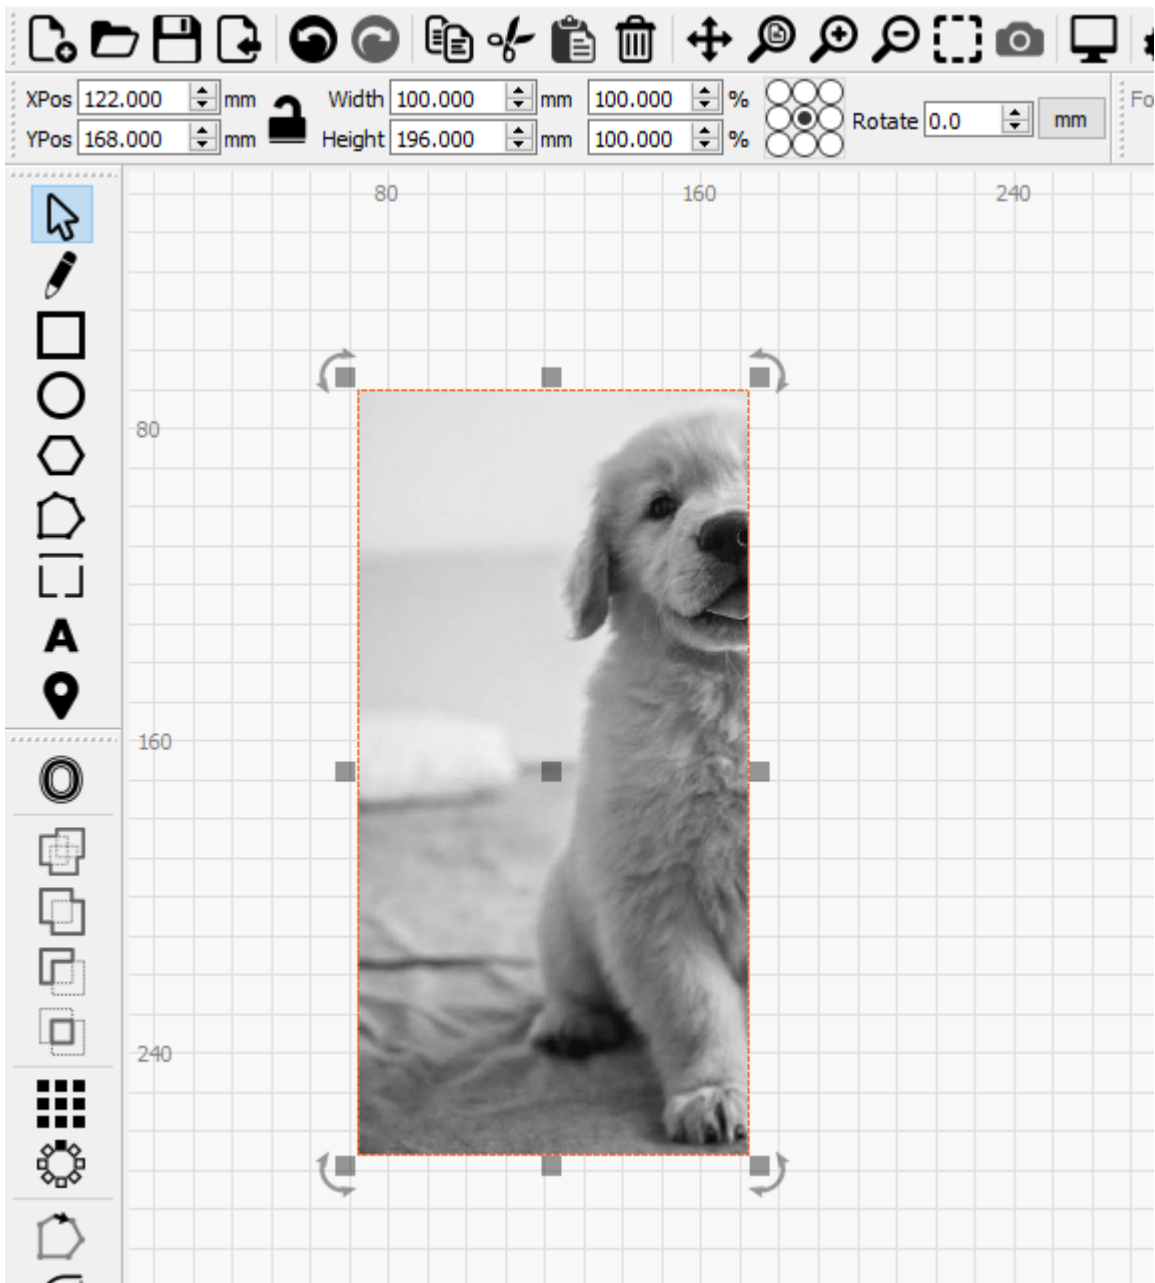 XPos 122.000 mm Width 100.000 mm 100.000 %
YPos 168.000 mm Height 196.000 mm 100.000 %
Rotate 0.0 mm
Fo
80 160 240
80
160
240
A